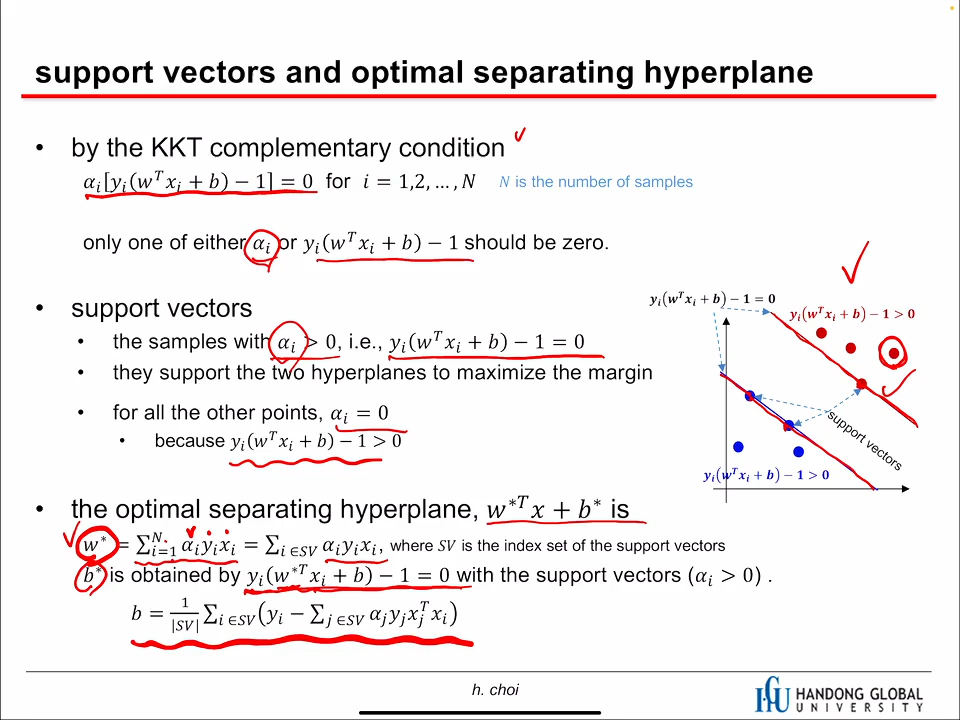 support vectors and optimal separating hyperplane
• by the KKT complementary condition
αᵢ[yᵢ(wᵀxᵢ + b) − 1] = 0 for i = 1,2, … , N N is the number of samples
only one of either αᵢ or yᵢ(wᵀxᵢ + b) − 1 should be zero.
• support vectors
• the samples with αᵢ > 0, i.e., yᵢ(wᵀxᵢ + b) − 1 = 0
• they support the two hyperplanes to maximize the margin
• for all the other points, αᵢ = 0
• because yᵢ(wᵀxᵢ + b) − 1 > 0
yᵢ(wᵀxᵢ + b) − 1 = 0
yᵢ(wᵀxᵢ + b) − 1 > 0
support vectors
yᵢ(wᵀxᵢ + b) − 1 > 0
• the optimal separating hyperplane, w*ᵀx + b* is
w* = ∑ᵢ₌₁ᴺ αᵢyᵢxᵢ = ∑ᵢ ∈SV αᵢyᵢxᵢ, where SV is the index set of the support vectors
b* is obtained by yᵢ(w*ᵀxᵢ + b) − 1 = 0 with the support vectors (αᵢ > 0) .
b = 1/|SV| ∑ᵢ ∈SV(yᵢ − ∑ⱼ ∈SV αⱼyⱼxⱼᵀxᵢ)
h. choi
HANDONG GLOBAL
UNIVERSITY